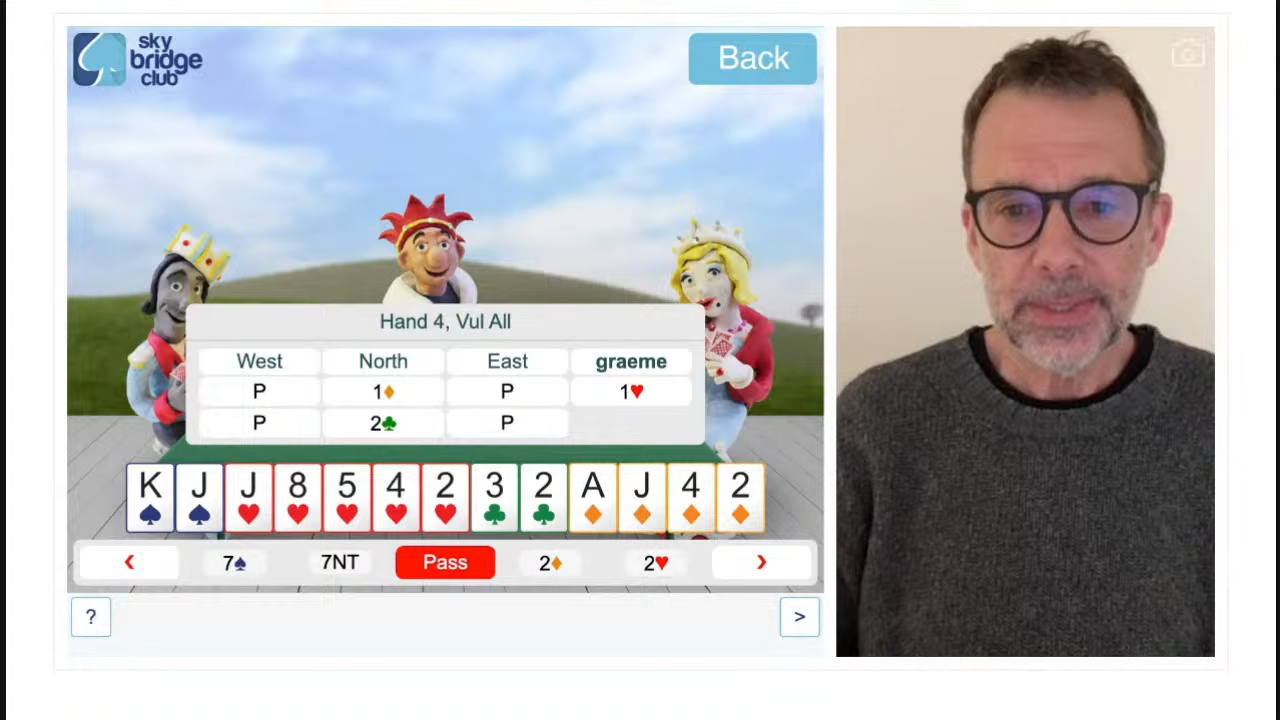 sky
bridge
club
Back
Hand 4, Vul All
West North East graeme
P 1♦ P 1♥
P 2♣ P
K♠ J♠ J♥ 8♥ 5♥ 4♥ 2♥ 3♣ 2♣ A♦ J♦ 4♦ 2♦
‹ 7♠ 7NT Pass 2♦ 2♥ ›
? >